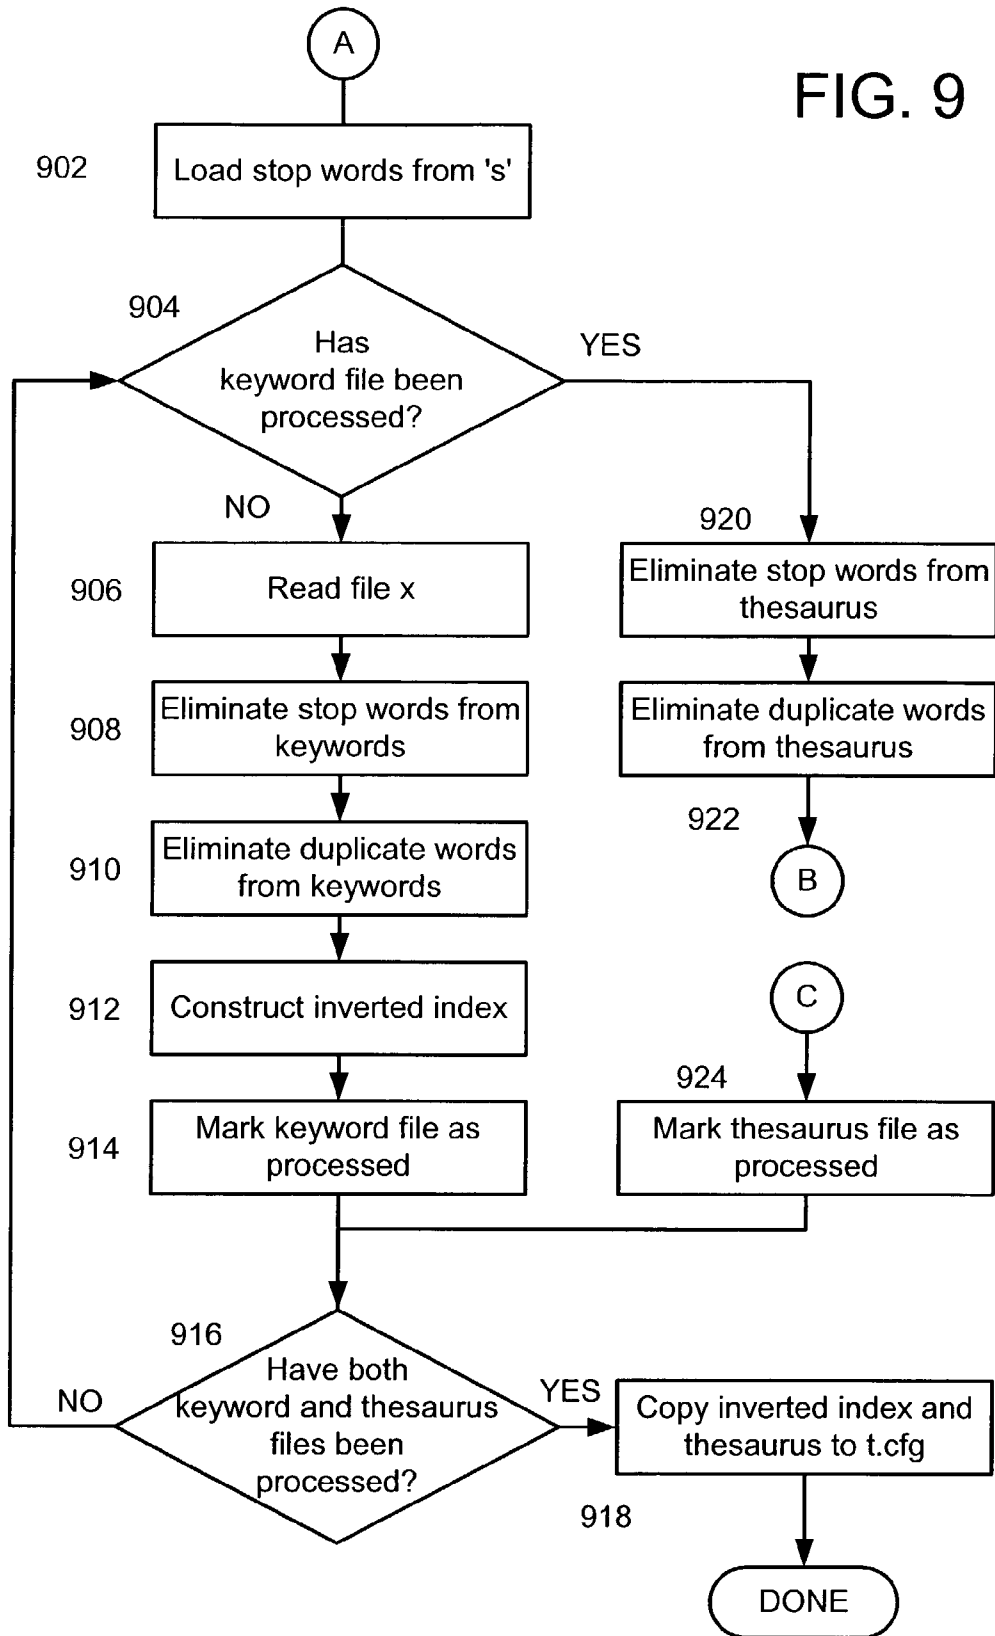 A
FIG. 9
902
Load stop words from 's'
904
Has
keyword file been
processed?
YES
NO
906
Read file x
920
Eliminate stop words from
thesaurus
908
Eliminate stop words from
keywords
Eliminate duplicate words
from thesaurus
922
910
Eliminate duplicate words
from keywords
B
912
Construct inverted index
C
924
914
Mark keyword file as
processed
Mark thesaurus file as
processed
916
Have both
keyword and thesaurus
files been
processed?
NO
YES
Copy inverted index and
thesaurus to t.cfg
918
DONE